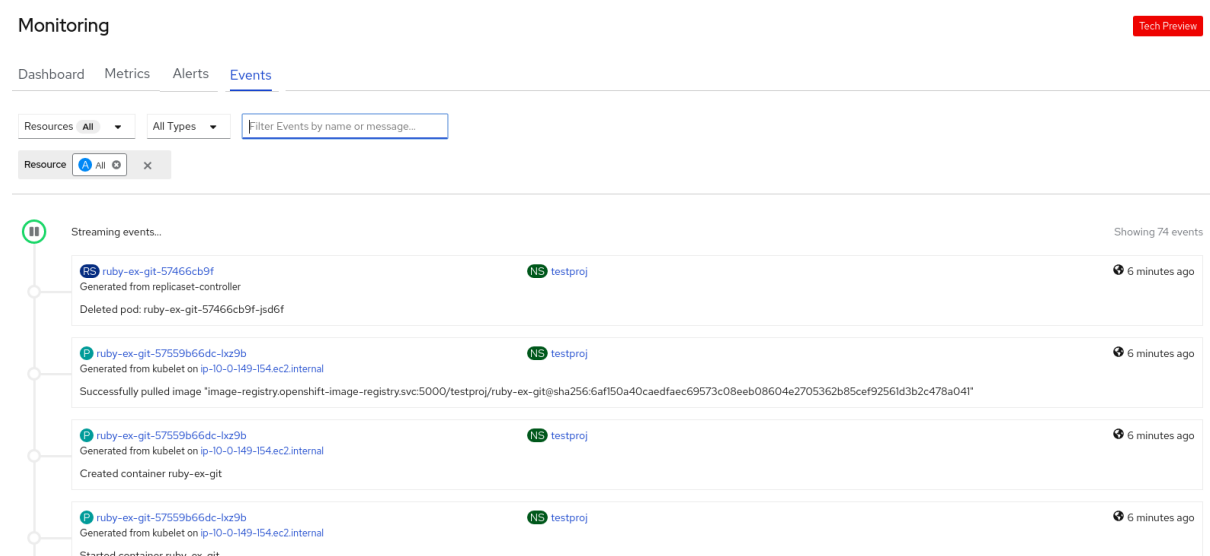 Monitoring
Tech Preview
Dashboard Metrics Alerts Events
Resources All All Types Filter Events by name or message...
Resource A All
Streaming events... Showing 74 events
RS ruby-ex-git-57466cb9f NS testproj 6 minutes ago
Generated from replicaset-controller
Deleted pod: ruby-ex-git-57466cb9f-jsd6f
P ruby-ex-git-57559b66dc-lxz9b NS testproj 6 minutes ago
Generated from kubelet on ip-10-0-149-154.ec2.internal
Successfully pulled image "image-registry.openshift-image-registry.svc:5000/testproj/ruby-ex-git@sha256:6af150a40caedfaec69573c08eeb08604e2705362b85cef92561d3b2c478a041"
P ruby-ex-git-57559b66dc-lxz9b NS testproj 6 minutes ago
Generated from kubelet on ip-10-0-149-154.ec2.internal
Created container ruby-ex-git
P ruby-ex-git-57559b66dc-lxz9b NS testproj 6 minutes ago
Generated from kubelet on ip-10-0-149-154.ec2.internal
Started container ruby-ex-git